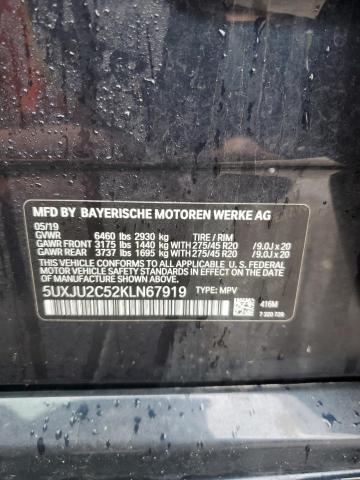 MFD BY BAYERISCHE MOTOREN WERKE AG
05/19
GVWR 6460 lbs 2930 kg TIRE / RIM
GAWR FRONT 3175 lbs 1440 kg WITH 275/45 R20 /9.0J x 20
GAWR REAR 3737 lbs 1695 kg WITH 275/45 R20 /9.0J x 20
THIS VEHICLE CONFORMS TO ALL APPLICABLE U.S. FEDERAL
MOTOR VEHICLE SAFETY STANDARDS IN EFFECT ON THE DATE
OF MANUFACTURE SHOWN ABOVE.
5UXJU2C52KLN67919 TYPE: MPV
416M
7 320 729